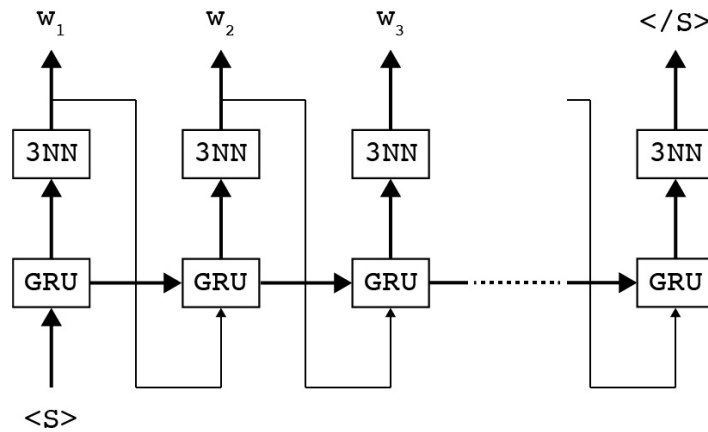 w₁ w₂ w₃ </S>
3NN 3NN 3NN 3NN
GRU GRU GRU GRU
<S>